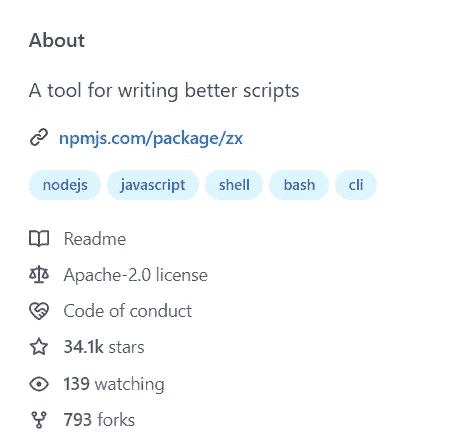 About
A tool for writing better scripts
npmjs.com/package/zx
nodejs javascript shell bash cli
Readme
Apache-2.0 license
Code of conduct
34.1k stars
139 watching
793 forks